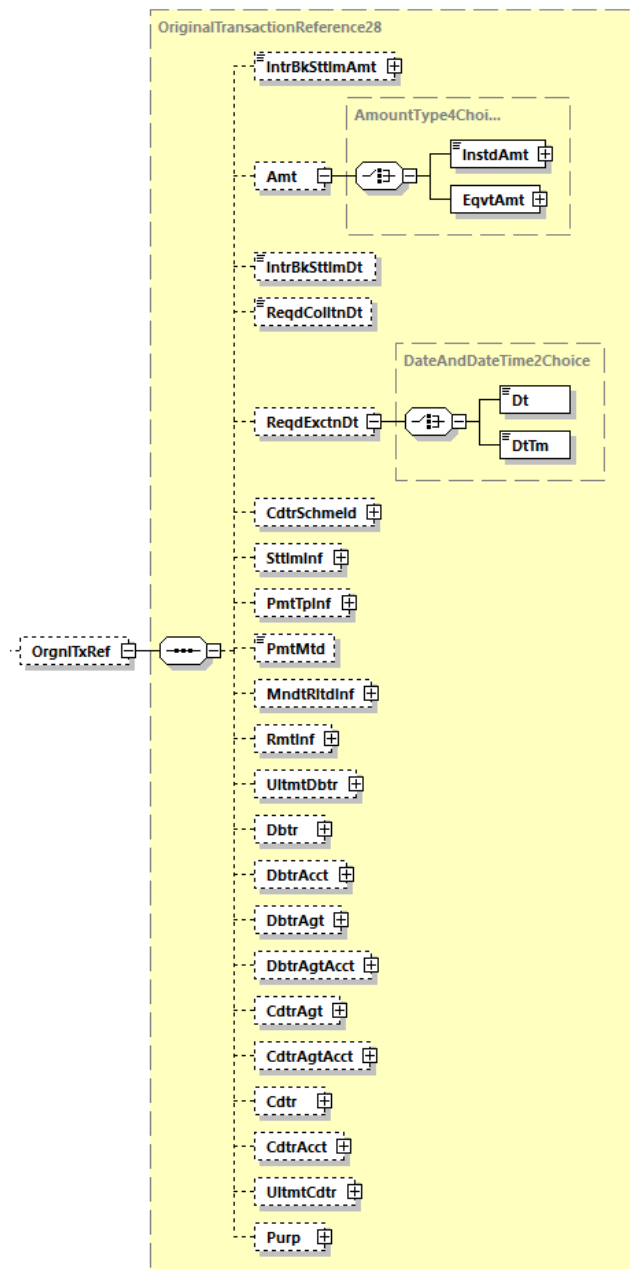 OriginalTransactionReference28
IntrBkSttlmAmt
AmountType4Choi...
InstdAmt
Amt
EqvtAmt
IntrBkSttlmDt
ReqdColltnDt
DateAndDateTime2Choice
Dt
ReqdExctnDt
DtTm
CdtrSchmeId
SttlmInf
PmtTpInf
OrgnlTxRef
PmtMtd
MndtRltdInf
RmtInf
UltmtDbtr
Dbtr
DbtrAcct
DbtrAgt
DbtrAgtAcct
CdtrAgt
CdtrAgtAcct
Cdtr
CdtrAcct
UltmtCdtr
Purp